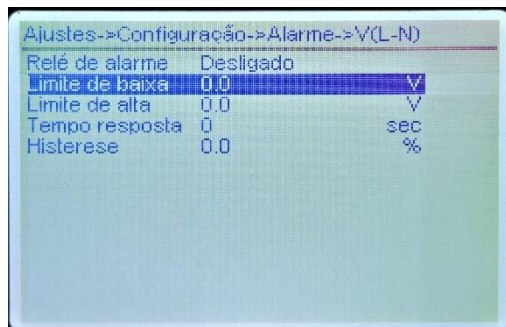 Ajustes->Configuração->Alarme->V(L-N)
Relé de alarme Desligado
Limite de baixa 0.0 V
Limite de alta 0.0 V
Tempo resposta 0 sec
Histerese 0.0 %